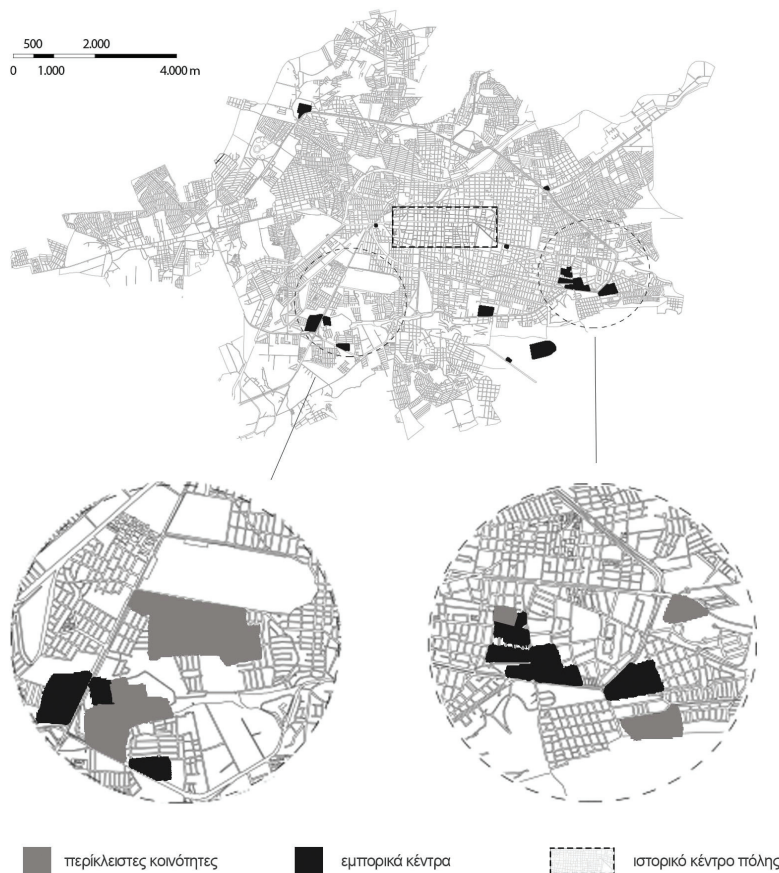 500 2.000
0 1.000 4.000 m
περίκλειστες κοινότητες
εμπορικά κέντρα
ιστορικό κέντρο πόλης